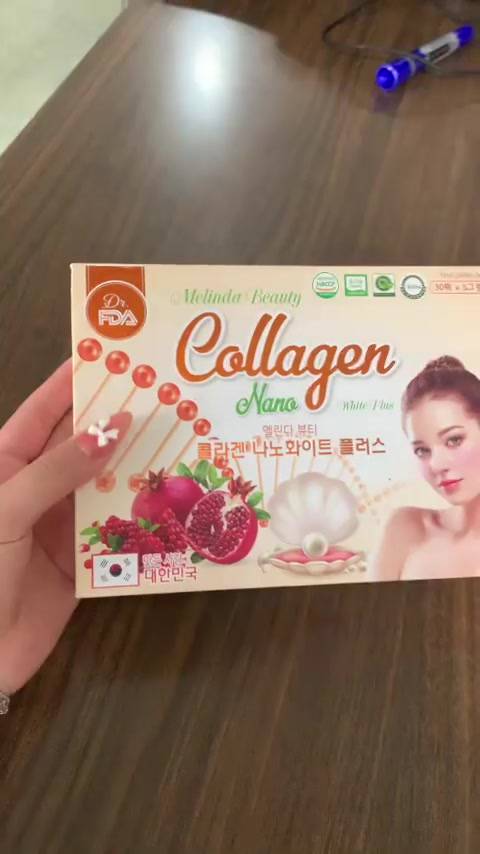 Dr.
FDA
Melinda Beauty
HACCP
Collagen
Nano
White Plus
멜린다 뷰티
콜라겐 나노화이트 플러스
대한민국